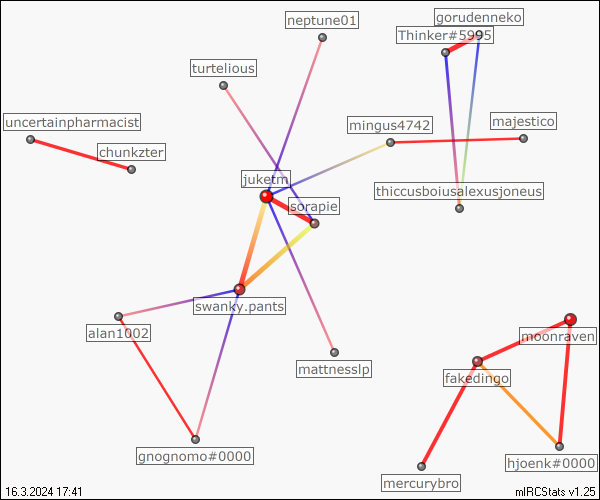 gorudenneko
neptune01
Thinker#5995
turtelious
uncertainpharmacist
mingus4742
majestico
chunkzter
juketm
thiccusboiusalexusjoneus
sorapie
swanky.pants
alan1002
moonraven
mattnesslp
fakedingo
gnognomo#0000
hjoenk#0000
mercurybro
16.3.2024 17:41
mIRCStats v1.25